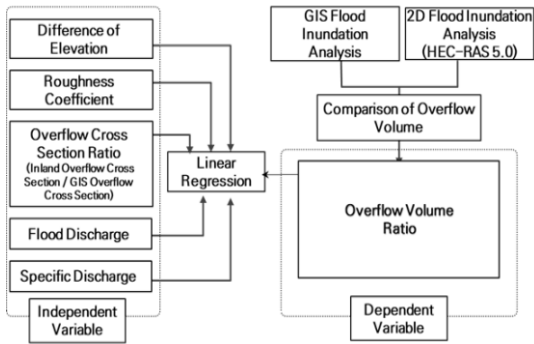 Difference of
Elevation
Roughness
Coefficient
Overflow Cross
Section Ratio
(Inland Overflow Cross
Section / GIS Overflow
Cross Section)
Flood Discharge
Specific Discharge
Independent
Variable
Linear
Regression
GIS Flood
Inundation
Analysis
2D Flood Inundation
Analysis
(HEC-RAS 5.0)
Comparison of Overflow
Volume
Overflow Volume
Ratio
Dependent
Variable